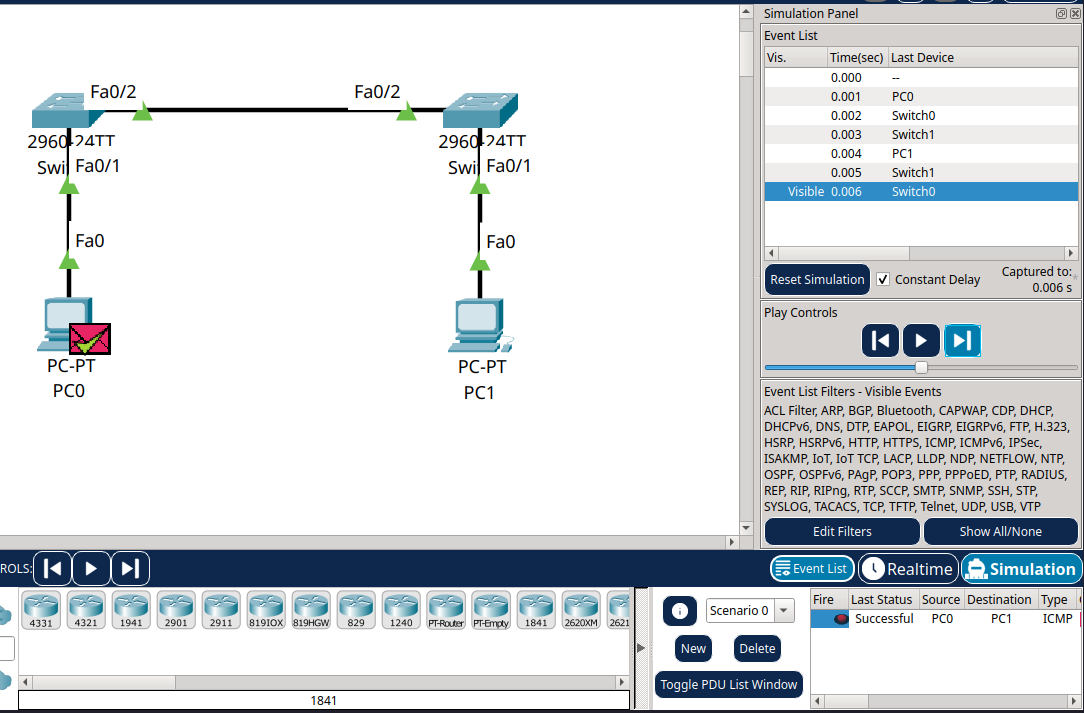 Simulation Panel
Event List
Vis. Time(sec) Last Device
0.000 --
0.001 PC0
0.002 Switch0
0.003 Switch1
0.004 PC1
0.005 Switch1
Visible 0.006 Switch0
Reset Simulation Constant Delay Captured to:
0.006 s
Play Controls
Event List Filters - Visible Events
ACL Filter, ARP, BGP, Bluetooth, CAPWAP, CDP, DHCP,
DHCPv6, DNS, DTP, EAPOL, EIGRP, EIGRPv6, FTP, H.323,
HSRP, HSRPv6, HTTP, HTTPS, ICMP, ICMPv6, IPSec,
ISAKMP, IoT, IoT TCP, LACP, LLDP, NDP, NETFLOW, NTP,
OSPF, OSPFv6, PAgP, POP3, PPP, PPPoED, PTP, RADIUS,
REP, RIP, RIPng, RTP, SCCP, SMTP, SNMP, SSH, STP,
SYSLOG, TACACS, TCP, TFTP, Telnet, UDP, USB, VTP
Edit Filters Show All/None
Fa0/2 Fa0/2
2960-24TT 2960-24TT
Swi Fa0/1 Swi Fa0/1
Fa0 Fa0
PC-PT PC-PT
PC0 PC1
ROLS: Event List Realtime Simulation
4331 4321 1941 2901 2911 819IOX 819HGW 829 1240 PT-Router PT-Empty 1841 2620XM 2621
1841
Scenario 0
New Delete
Toggle PDU List Window
Fire Last Status Source Destination Type
Successful PC0 PC1 ICMP